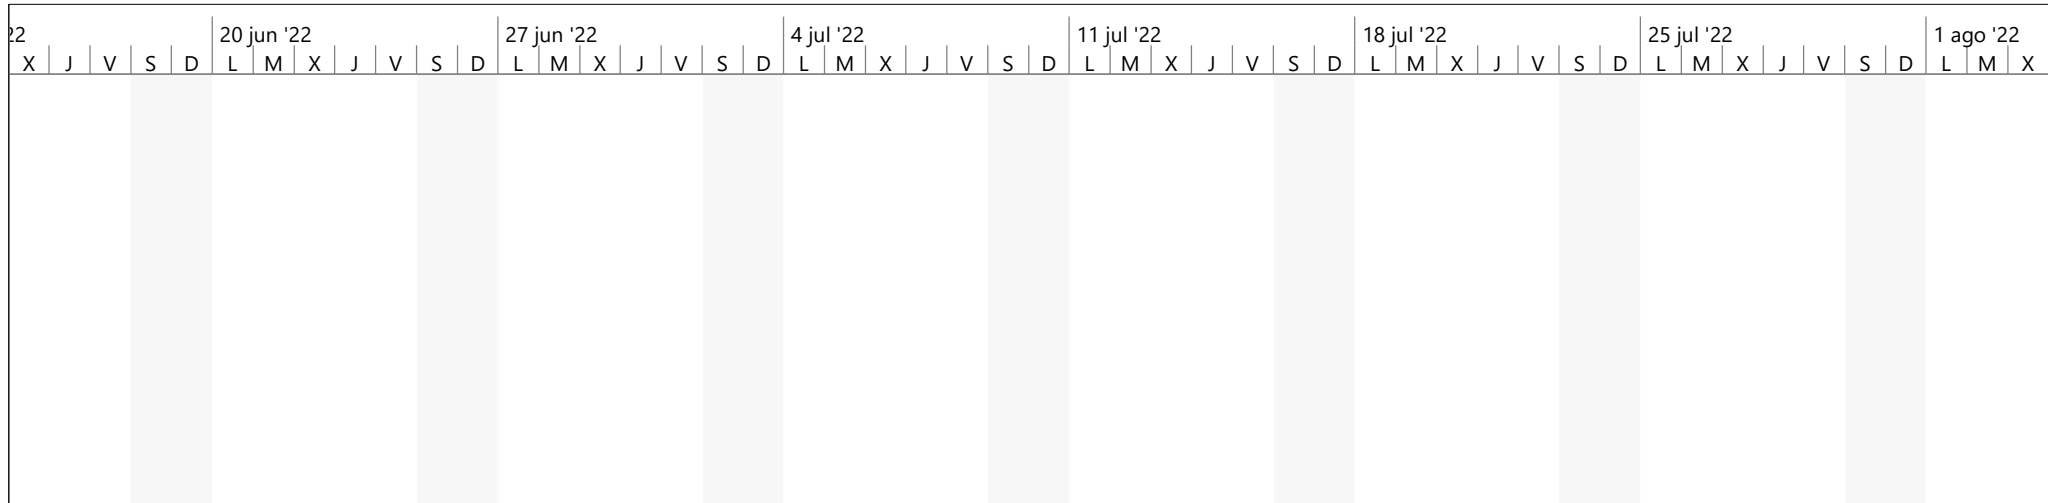 22 20 jun '22 27 jun '22 4 jul '22 11 jul '22 18 jul '22 25 jul '22 1 ago '22
X J V S D L M X J V S D L M X J V S D L M X J V S D L M X J V S D L M X J V S D L M X J V S D L M X